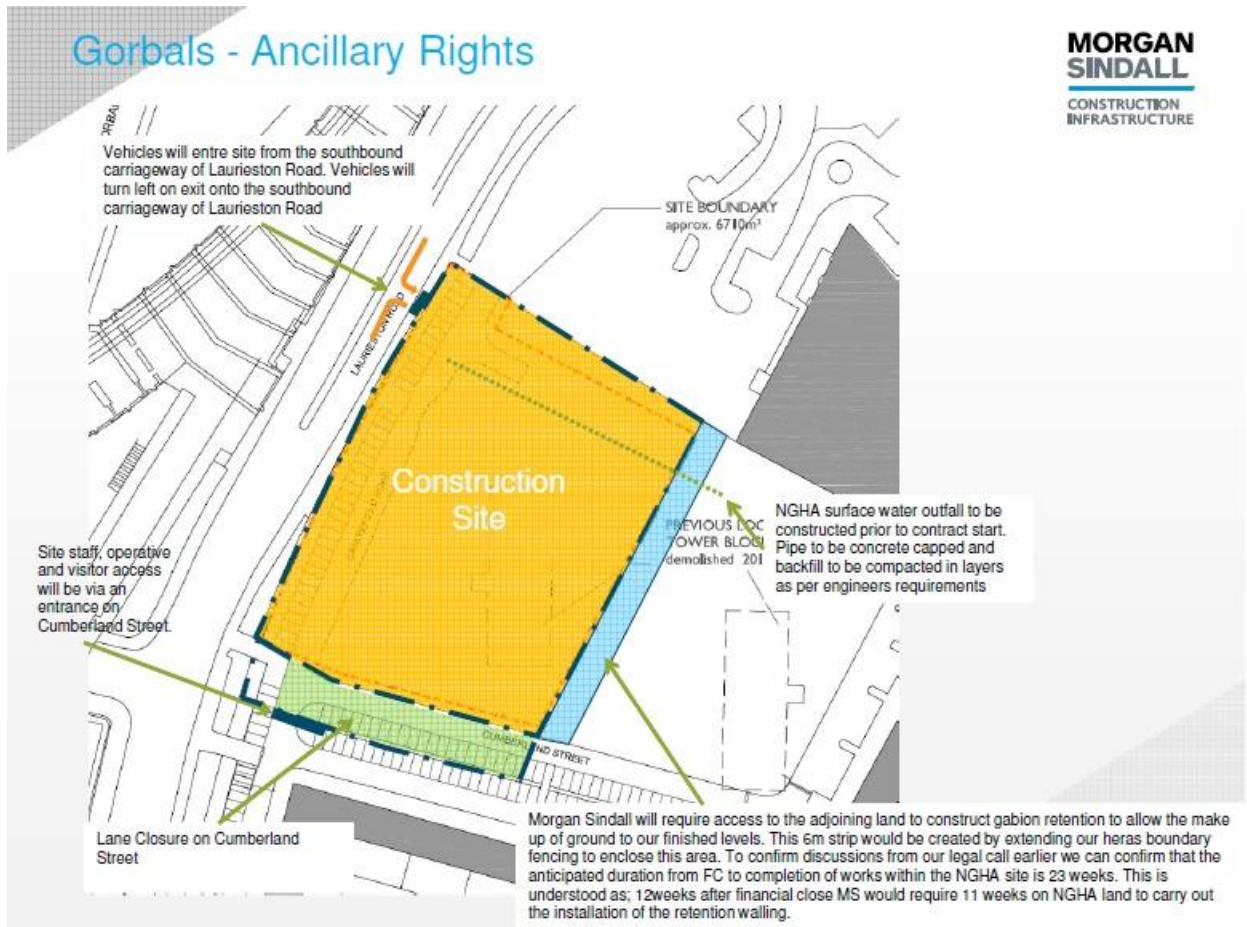 Gorbals - Ancillary Rights
MORGAN
SINDALL
CONSTRUCTION
INFRASTRUCTURE
Vehicles will entre site from the southbound
carriageway of Laurieston Road. Vehicles will
turn left on exit onto the southbound
carriageway of Laurieston Road
SITE BOUNDARY
approx. 6710m²
LAURIESTON ROAD
Construction
Site
NGHA surface water outfall to be
constructed prior to contract start.
Pipe to be concrete capped and
backfill to be compacted in layers
as per engineers requirements
PREVIOUS LOC
TOWER BLOC
demolished 201
Site staff, operative
and visitor access
will be via an
entrance on
Cumberland Street.
CUMBERLAND STREET
Lane Closure on Cumberland
Street
Morgan Sindall will require access to the adjoining land to construct gabion retention to allow the make
up of ground to our finished levels. This 6m strip would be created by extending our heras boundary
fencing to enclose this area. To confirm discussions from our legal call earlier we can confirm that the
anticipated duration from FC to completion of works within the NGHA site is 23 weeks. This is
understood as; 12weeks after financial close MS would require 11 weeks on NGHA land to carry out
the installation of the retention walling.